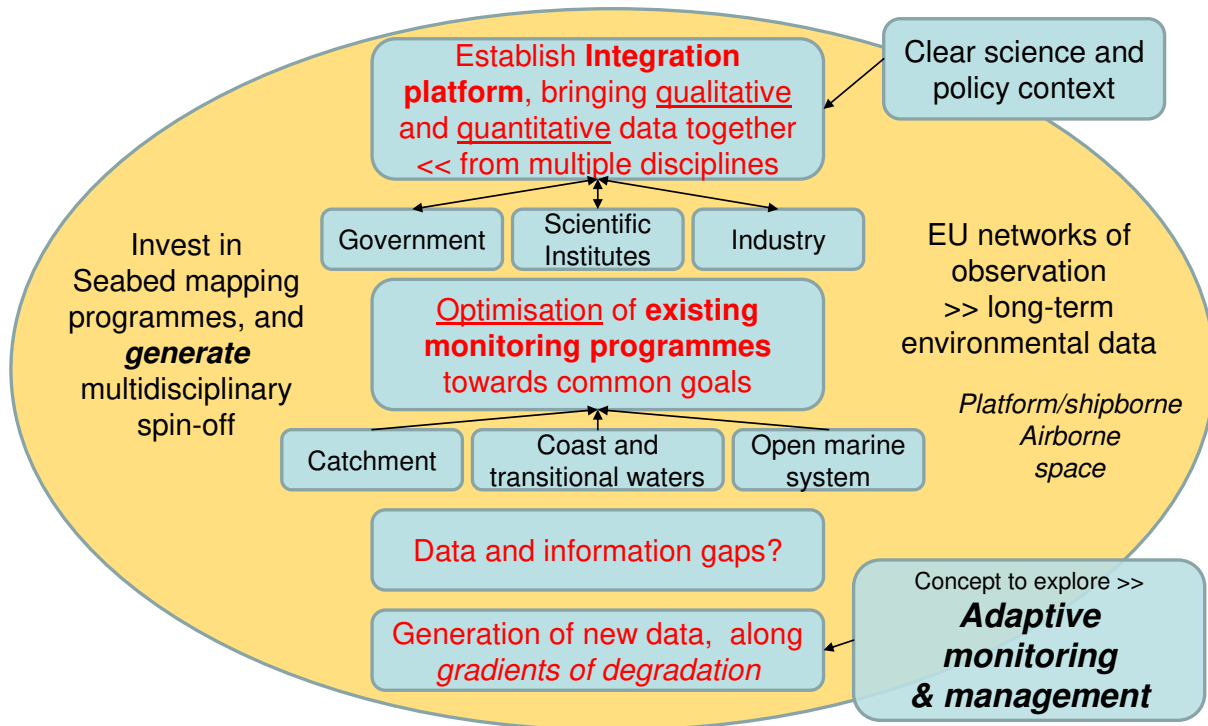 Establish Integration
platform, bringing qualitative
and quantitative data together
<< from multiple disciplines
Clear science and
policy context
Government
Scientific
Institutes
Industry
Invest in
Seabed mapping
programmes, and
generate
multidisciplinary
spin-off
EU networks of
observation
>> long-term
environmental data
Platform/shipborne
Airborne
space
Optimisation of existing
monitoring programmes
towards common goals
Catchment
Coast and
transitional waters
Open marine
system
Data and information gaps?
Generation of new data, along
gradients of degradation
Concept to explore >>
Adaptive
monitoring
& management